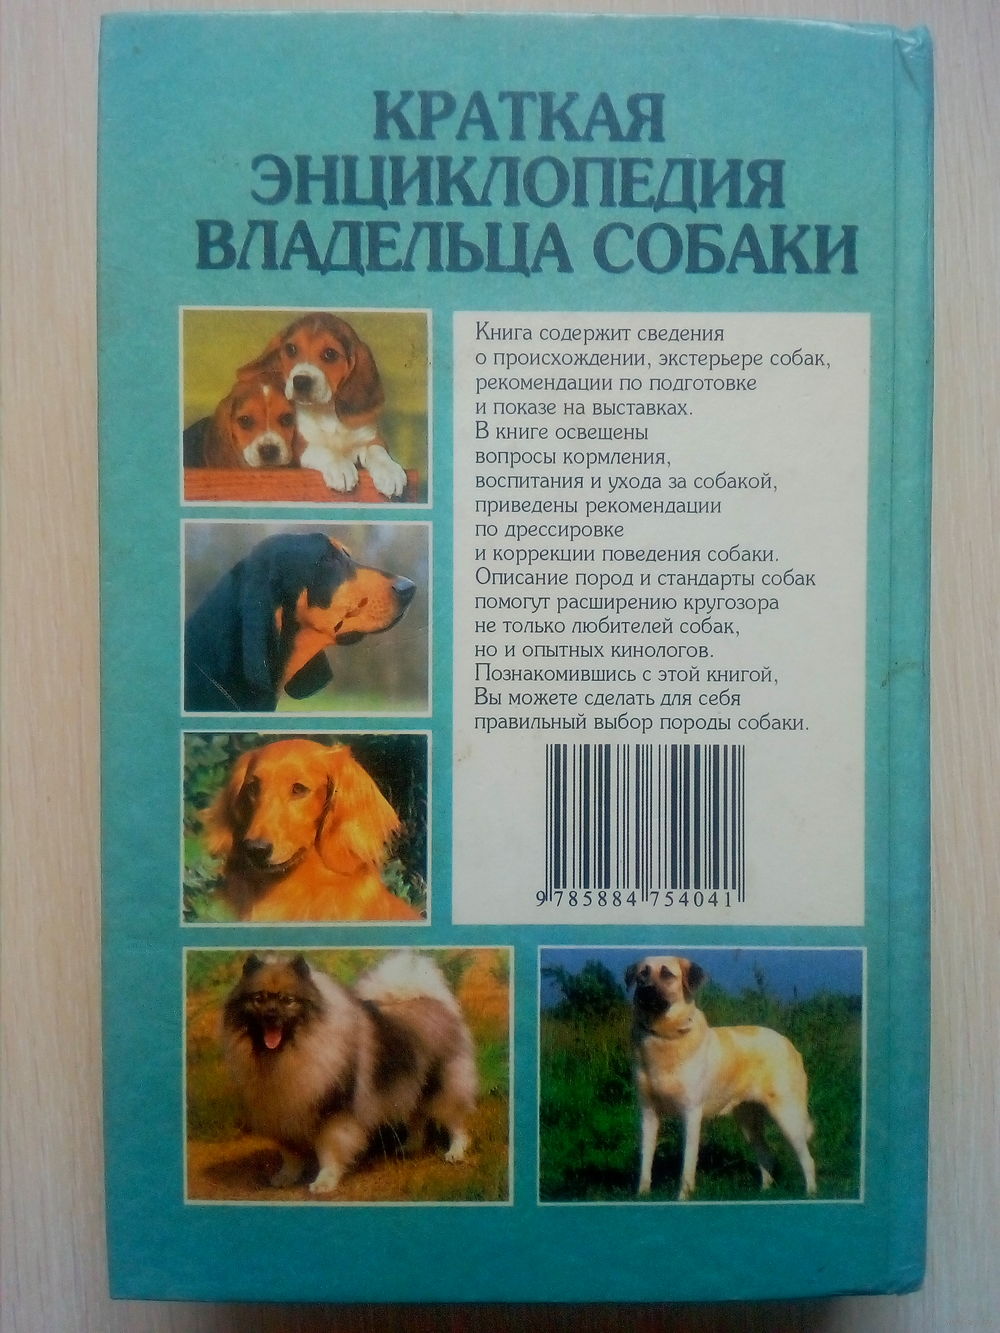 КРАТКАЯ
ЭНЦИКЛОПЕДИЯ
ВЛАДЕЛЬЦА СОБАКИ
Книга содержит сведения
о происхождении, экстерьере собак,
рекомендации по подготовке
и показе на выставках.
В книге освещены
вопросы кормления,
воспитания и ухода за собакой,
приведены рекомендации
по дрессировке
и коррекции поведения собаки.
Описание пород и стандарты собак
помогут расширению кругозора
не только любителей собак,
но и опытных кинологов.
Познакомившись с этой книгой,
Вы можете сделать для себя
правильный выбор породы собаки.
9 785884 754041